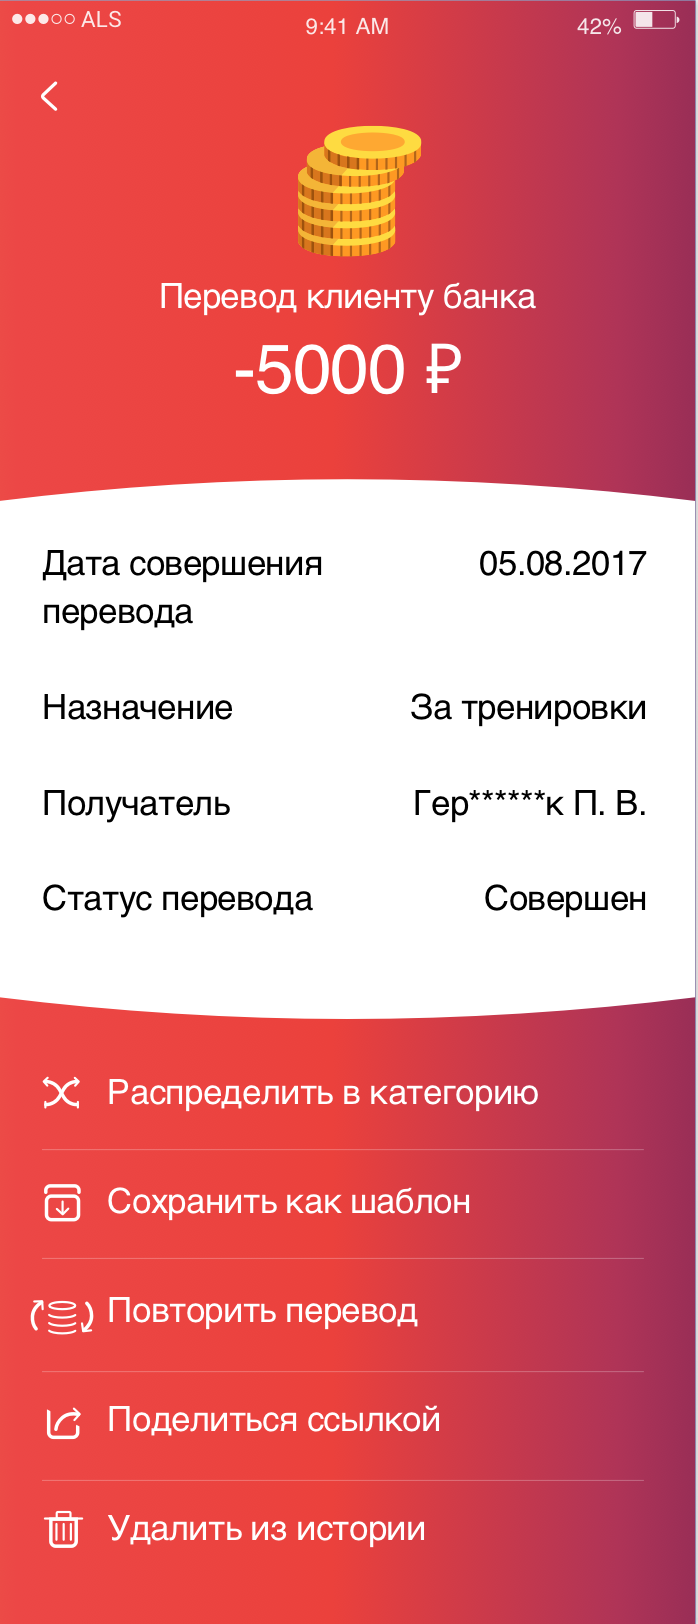 ALS 9:41 AM 42%
Перевод клиенту банка
-5000 ₽
Дата совершения перевода 05.08.2017
Назначение За тренировки
Получатель Гер******к П. В.
Статус перевода Совершен
Распределить в категорию
Сохранить как шаблон
Повторить перевод
Поделиться ссылкой
Удалить из истории